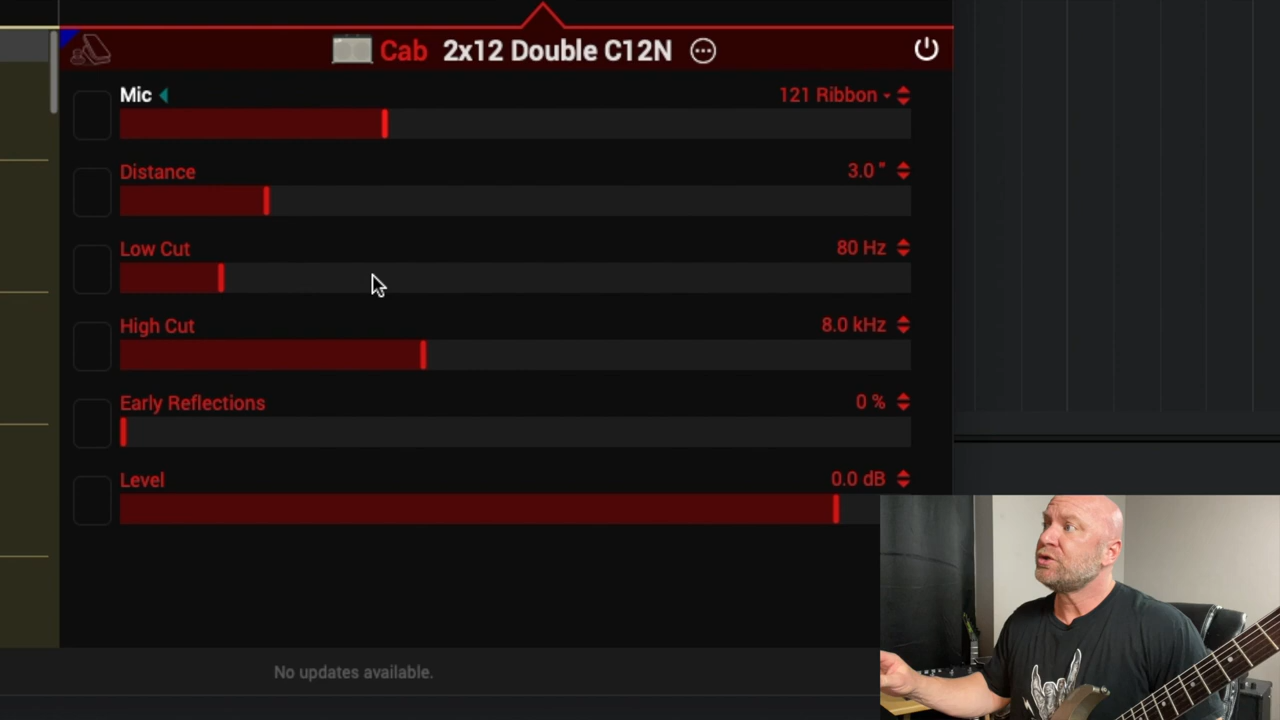 Cab 2x12 Double C12N
Mic 121 Ribbon
Distance 3.0 "
Low Cut 80 Hz
High Cut 8.0 kHz
Early Reflections 0 %
Level 0.0 dB
No updates available.